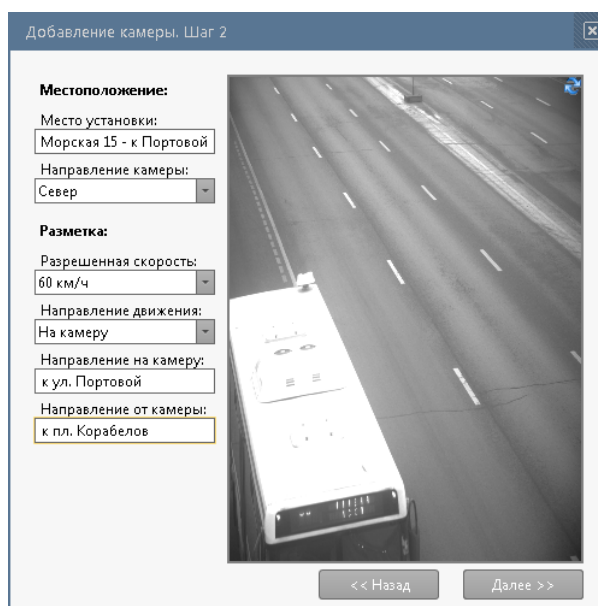 Добавление камеры. Шаг 2
Местоположение:
Место установки:
Морская 15 - к Портовой
Направление камеры:
Север
Разметка:
Разрешенная скорость:
60 км/ч
Направление движения:
На камеру
Направление на камеру:
к ул. Портовой
Направление от камеры:
к пл. Корабелов
<< Назад
Далее >>